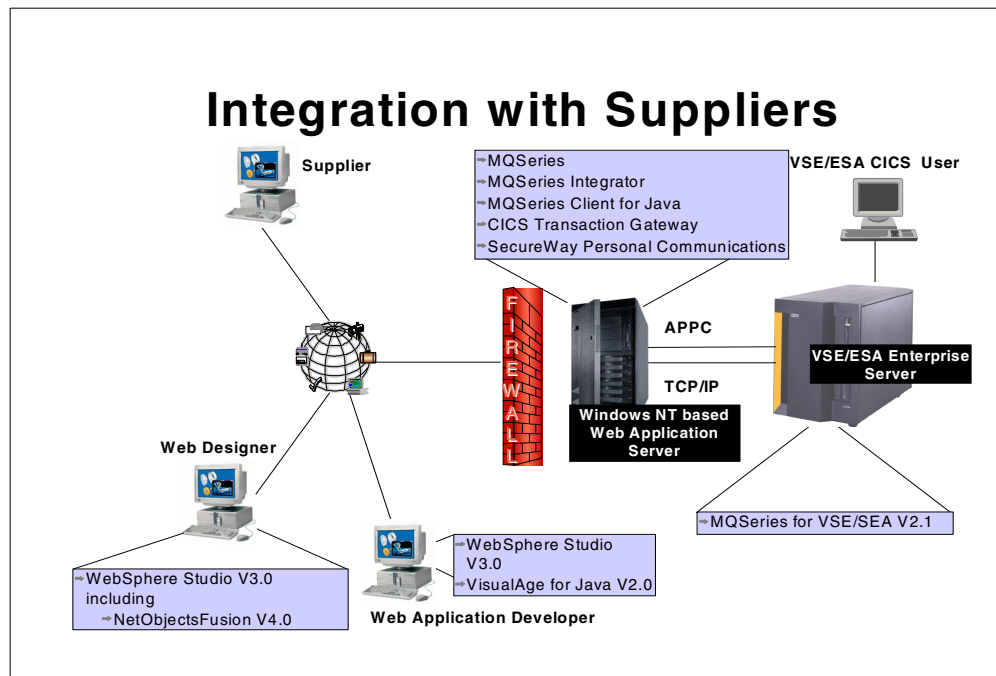 Integration with Suppliers
Supplier
⇒MQSeries
⇒MQSeries Integrator
⇒MQSeries Client for Java
⇒CICS Transaction Gateway
⇒SecureWay Personal Communications
VSE/ESA CICS User
FIREWALL
APPC
TCP/IP
Windows NT based
Web Application
Server
VSE/ESA Enterprise
Server
Web Designer
⇒MQSeries for VSE/SEA V2.1
⇒WebSphere Studio V3.0
including
⇒NetObjectsFusion V4.0
⇒WebSphere Studio
V3.0
⇒VisualAge for Java V2.0
Web Application Developer